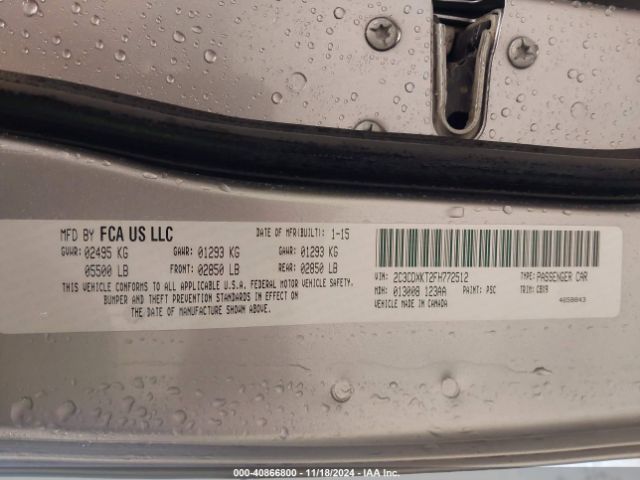 MFD BY FCA US LLC DATE OF MFR(BUILT): 1-15
GVWR: 02495 KG GAWR: 01293 KG GAWR: 01293 KG
05500 LB FRONT: 02850 LB REAR: 02850 LB
THIS VEHICLE CONFORMS TO ALL APPLICABLE U.S.A. FEDERAL MOTOR VEHICLE SAFETY,
BUMPER AND THEFT PREVENTION STANDARDS IN EFFECT ON
THE DATE OF MANUFACTURE SHOWN ABOVE.
VIN: 2C3CDXKT2FH772512 TYPE: PASSENGER CAR
MDH: 013008 123AA PAINT: PSC TRIM: CBX9
VEHICLE MADE IN CANADA 4658043
000-40866800 - 11/18/2024 - IAA Inc.